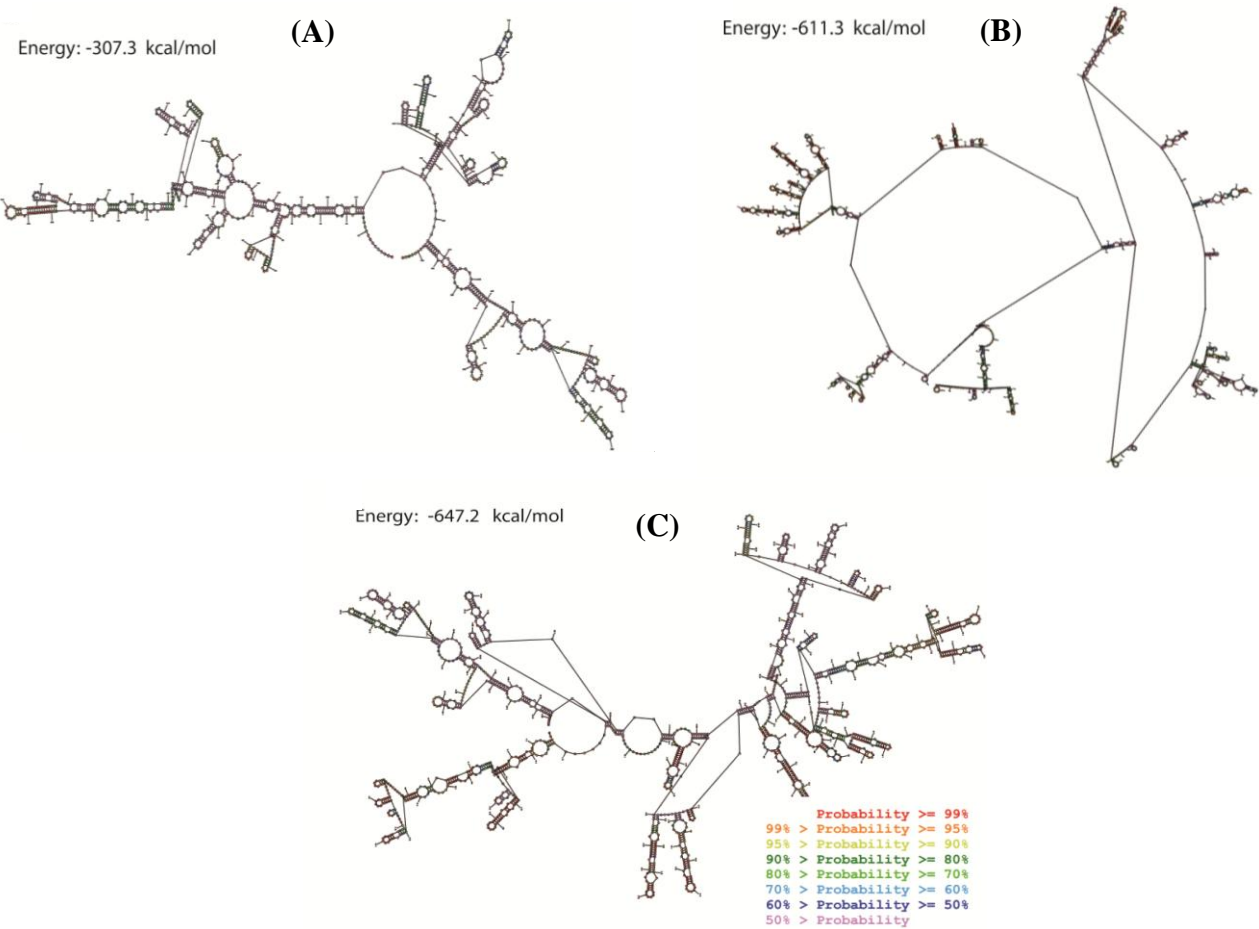 (A)
Energy: -307.3 kcal/mol
Energy: -611.3 kcal/mol
(B)
Energy: -647.2 kcal/mol
(C)
Probability >= 99%
99% > Probability >= 95%
95% > Probability >= 90%
90% > Probability >= 80%
80% > Probability >= 70%
70% > Probability >= 60%
60% > Probability >= 50%
50% > Probability